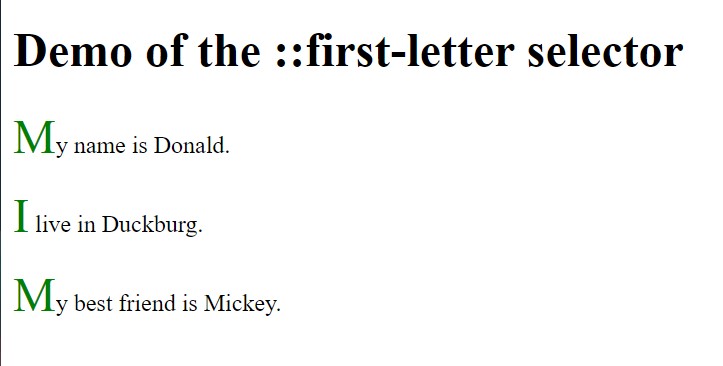 Demo of the ::first-letter selector
My name is Donald.
I live in Duckburg.
My best friend is Mickey.